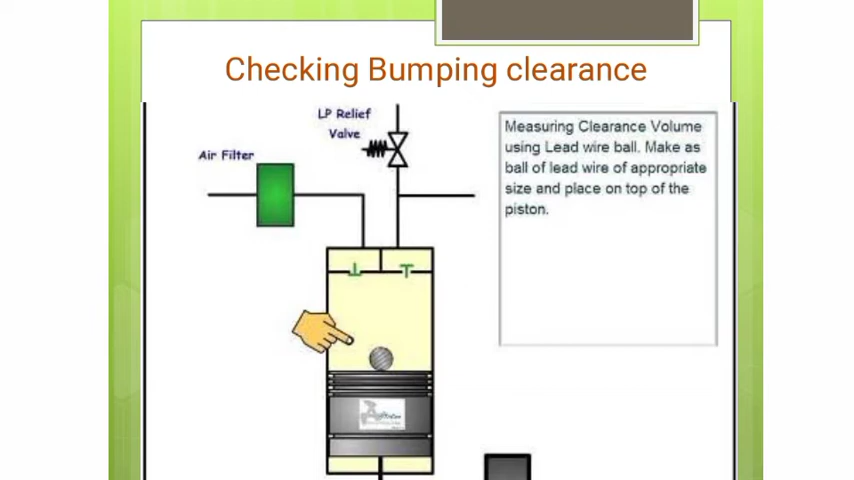 Checking Bumping clearance
LP Relief
Valve
Air Filter
Measuring Clearance Volume
using Lead wire ball. Make as
ball of lead wire of appropriate
size and place on top of the
piston.